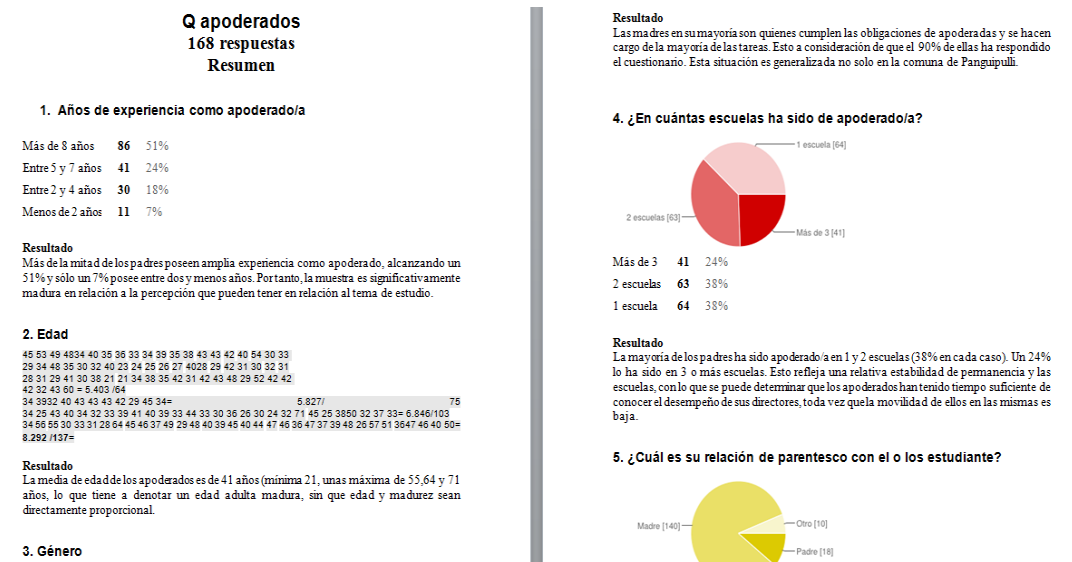 Q apoderados
168 respuestas
Resumen
1. Años de experiencia como apoderado/a
Más de 8 años 86 51%
Entre 5 y 7 años 41 24%
Entre 2 y 4 años 30 18%
Menos de 2 años 11 7%
Resultado
Más de la mitad de los padres poseen amplia experiencia como apoderado, alcanzando un
51% y sólo un 7% posee entre dos y menos años. Por tanto, la muestra es significativamente
madura en relación a la percepción que pueden tener en relación al tema de estudio.
2. Edad
45 53 49 4834 40 35 36 33 34 39 35 38 43 43 42 40 54 30 33
29 34 48 35 30 32 40 23 24 25 26 27 4028 29 42 31 30 32 31
28 31 29 41 30 38 21 21 34 38 35 42 31 42 43 48 29 52 42 42
42 32 43 60 = 5.403 /64
34 3932 40 43 43 43 42 29 45 34= 5.827/ 75
34 25 43 40 34 32 33 39 41 40 39 33 44 33 30 36 26 30 24 32 71 45 25 3850 32 37 33= 6.846/103
34 56 55 30 33 31 28 64 45 46 37 49 29 48 40 39 45 40 44 47 46 36 47 37 39 48 26 57 51 3647 46 40 50=
8.292 /137=
Resultado
La media de edad de los apoderados es de 41 años (mínima 21, unas máxima de 55,64 y 71
años, lo que tiene a denotar un edad adulta madura, sin que edad y madurez sean
directamente proporcional.
3. Género
Resultado
Las madres en su mayoría son quienes cumplen las obligaciones de apoderadas y se hacen
cargo de la mayoría de las tareas. Esto a consideración de que el 90% de ellas ha respondido
el cuestionario. Esta situación es generalizada no solo en la comuna de Panguipulli.
4. ¿En cuántas escuelas ha sido de apoderado/a?
1 escuela [64]
2 escuelas [63]
Más de 3 [41]
Más de 3 41 24%
2 escuelas 63 38%
1 escuela 64 38%
Resultado
La mayoría de los padres ha sido apoderado/a en 1 y 2 escuelas (38% en cada caso). Un 24%
lo ha sido en 3 o más escuelas. Esto refleja una relativa estabilidad de permanencia y las
escuelas, con lo que se puede determinar que los apoderados han tenido tiempo suficiente de
conocer el desempeño de sus directores, toda vez que la movilidad de ellos en las mismas es
baja.
5. ¿Cuál es su relación de parentesco con el o los estudiante?
Madre [140]
Otro [10]
Padre [18]